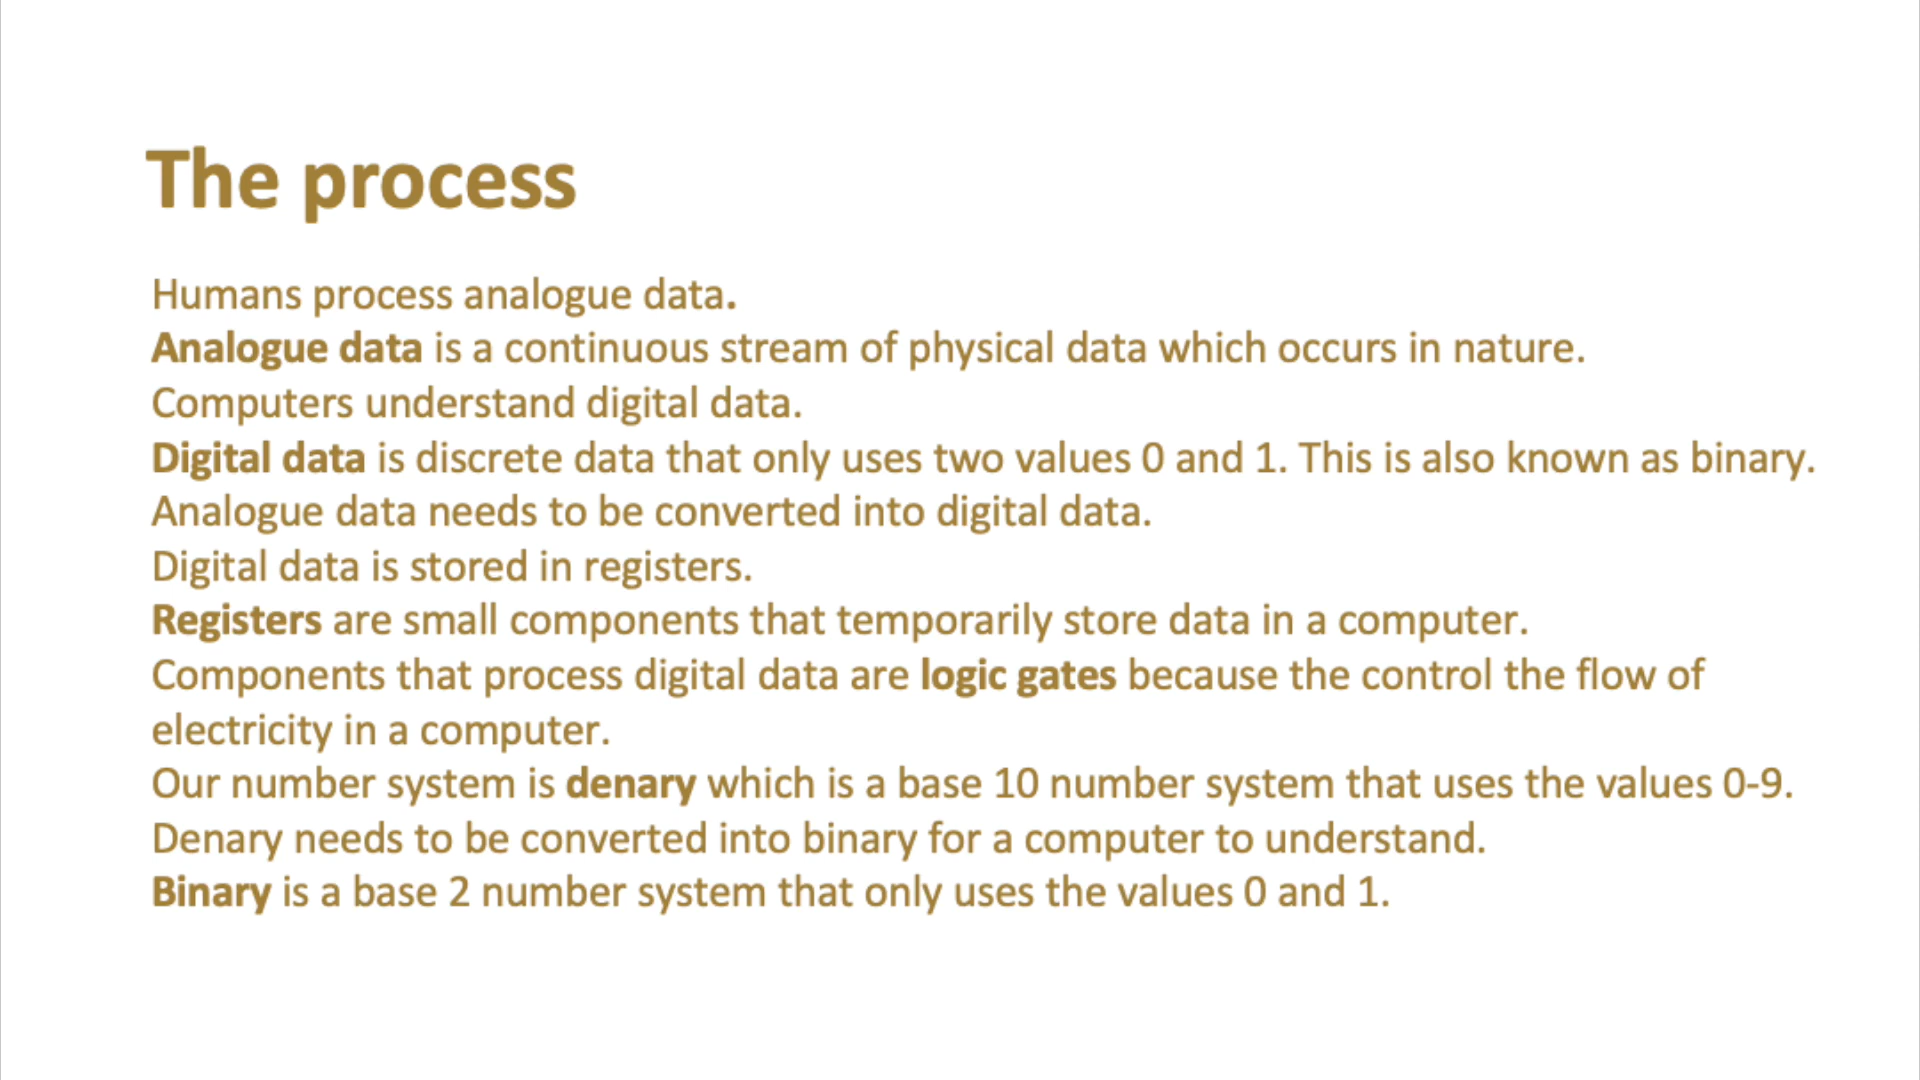 The process
Humans process analogue data.
Analogue data is a continuous stream of physical data which occurs in nature.
Computers understand digital data.
Digital data is discrete data that only uses two values 0 and 1. This is also known as binary.
Analogue data needs to be converted into digital data.
Digital data is stored in registers.
Registers are small components that temporarily store data in a computer.
Components that process digital data are logic gates because the control the flow of
electricity in a computer.
Our number system is denary which is a base 10 number system that uses the values 0-9.
Denary needs to be converted into binary for a computer to understand.
Binary is a base 2 number system that only uses the values 0 and 1.